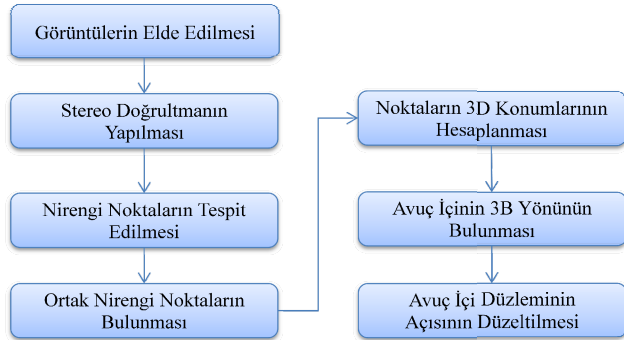 Görüntülerin Elde Edilmesi
Stereo Doğrultmanın
Yapılması
Nirengi Noktaların Tespit
Edilmesi
Ortak Nirengi Noktaların
Bulunması
Noktaların 3D Konumlarının
Hesaplanması
Avuç İçinin 3B Yönünün
Bulunması
Avuç İçi Düzleminin
Açısının Düzeltilmesi